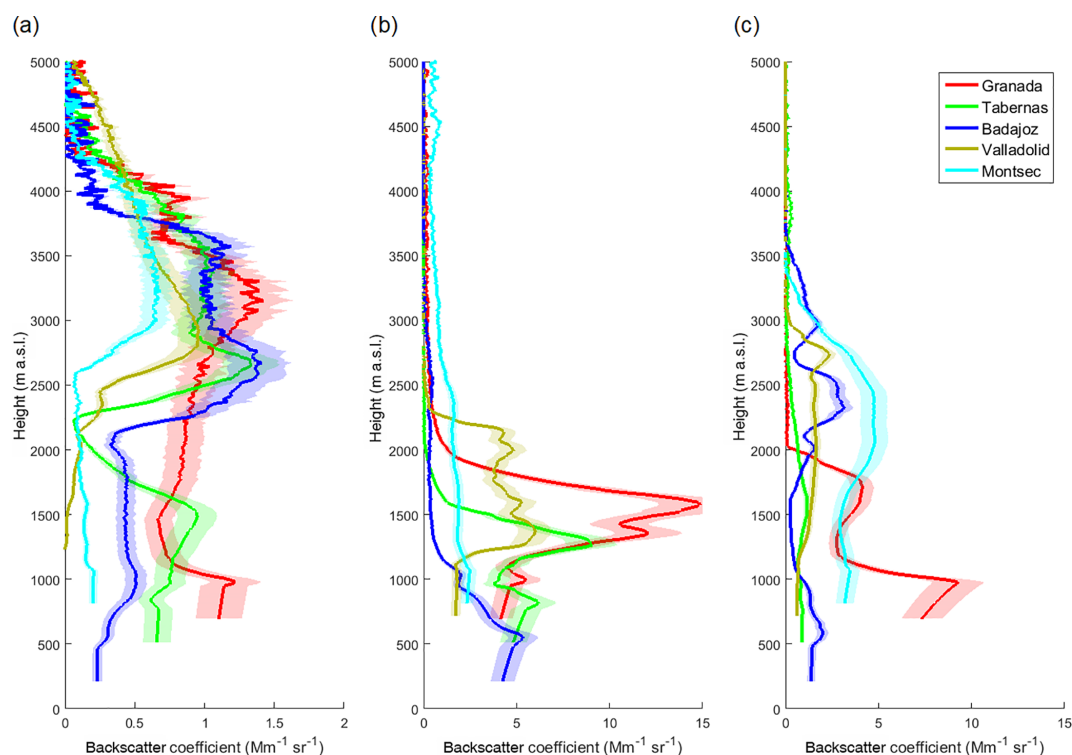 (a)
(b)
(c)
5000
4500
4000
3500
3000
2500
2000
1500
1000
500
0
Height (m a.s.l.)
0 0.5 1 1.5 2
Backscatter coefficient (Mm⁻¹ sr⁻¹)
5000
4500
4000
3500
3000
2500
2000
1500
1000
500
0
Height (m a.s.l.)
0 5 10 15
Backscatter coefficient (Mm⁻¹ sr⁻¹)
5000
4500
4000
3500
3000
2500
2000
1500
1000
500
0
Height (m a.s.l.)
0 5 10 15
Backscatter coefficient (Mm⁻¹ sr⁻¹)
Granada
Tabernas
Badajoz
Valladolid
Montsec